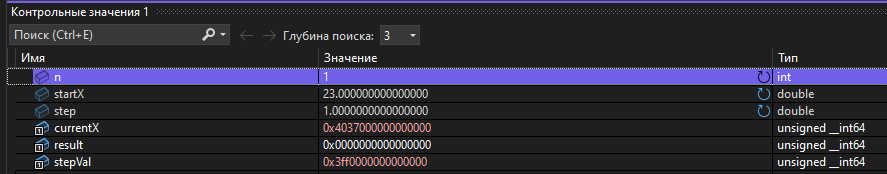 Контрольные значения 1
Поиск (Ctrl+E) Глубина поиска: 3
Имя Значение Тип
n 1 int
startX 23.000000000000000 double
step 1.0000000000000000 double
currentX 0x4037000000000000 unsigned __int64
result 0x0000000000000000 unsigned __int64
stepVal 0x3ff0000000000000 unsigned __int64